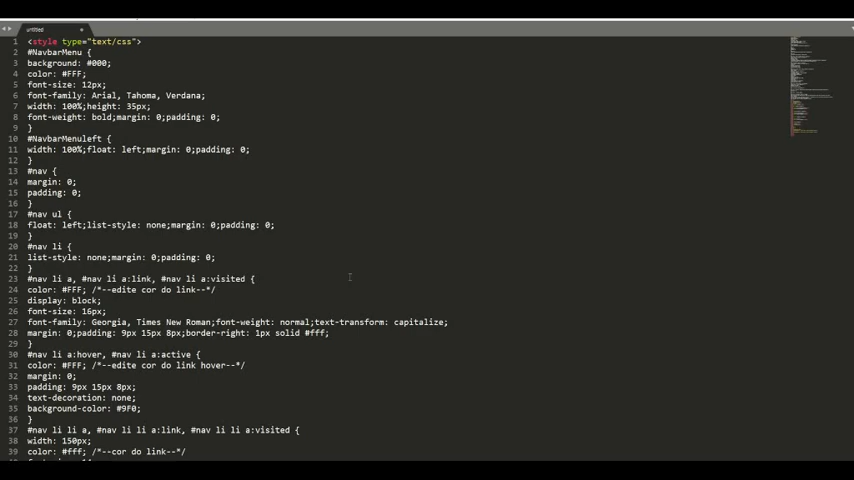 untitled
1 <style type="text/css">
2 #NavbarMenu {
3 background: #000;
4 color: #FFF;
5 font-size: 12px;
6 font-family: Arial, Tahoma, Verdana;
7 width: 100%;height: 35px;
8 font-weight: bold;margin: 0;padding: 0;
9 }
10 #NavbarMenuleft {
11 width: 100%;float: left;margin: 0;padding: 0;
12 }
13 #nav {
14 margin: 0;
15 padding: 0;
16 }
17 #nav ul {
18 float: left;list-style: none;margin: 0;padding: 0;
19 }
20 #nav li {
21 list-style: none;margin: 0;padding: 0;
22 }
23 #nav li a, #nav li a:link, #nav li a:visited {
24 color: #FFF; /*--edite cor do link--*/
25 display: block;
26 font-size: 16px;
27 font-family: Georgia, Times New Roman;font-weight: normal;text-transform: capitalize;
28 margin: 0;padding: 9px 15px 8px;border-right: 1px solid #fff;
29 }
30 #nav li a:hover, #nav li a:active {
31 color: #FFF; /*--edite cor do link hover--*/
32 margin: 0;
33 padding: 9px 15px 8px;
34 text-decoration: none;
35 background-color: #9F0;
36 }
37 #nav li li a, #nav li li a:link, #nav li li a:visited {
38 width: 150px;
39 color: #fff; /*--cor do link--*/